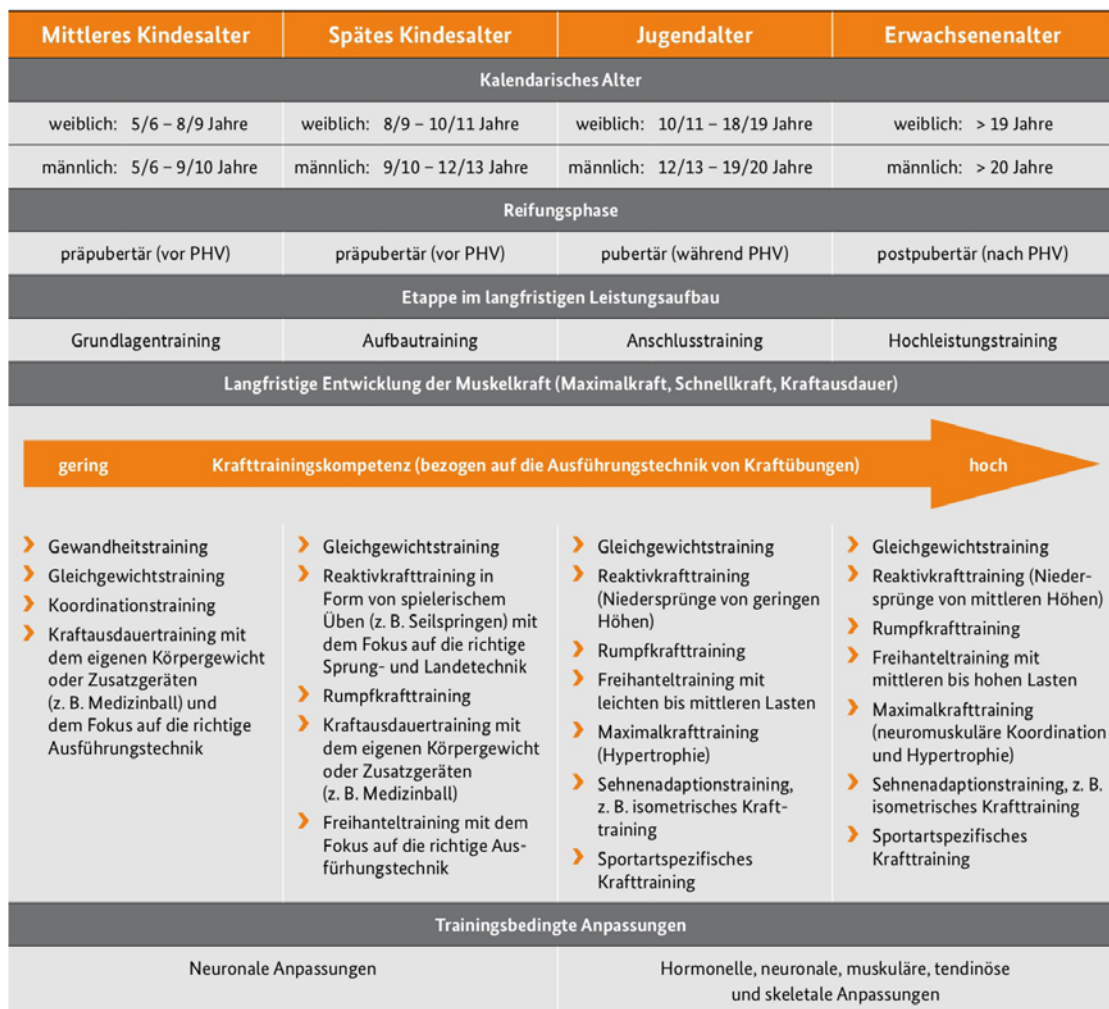 Mittleres Kindesalter
Spätes Kindesalter
Jugendalter
Erwachsenenalter
Kalendarisches Alter
weiblich: 5/6 – 8/9 Jahre
weiblich: 8/9 – 10/11 Jahre
weiblich: 10/11 – 18/19 Jahre
weiblich: > 19 Jahre
männlich: 5/6 – 9/10 Jahre
männlich: 9/10 – 12/13 Jahre
männlich: 12/13 – 19/20 Jahre
männlich: > 20 Jahre
Reifungsphase
präpubertär (vor PHV)
präpubertär (vor PHV)
pubertär (während PHV)
postpubertär (nach PHV)
Etappe im langfristigen Leistungsaufbau
Grundlagentraining
Aufbautraining
Anschlusstraining
Hochleistungstraining
Langfristige Entwicklung der Muskelkraft (Maximalkraft, Schnellkraft, Kraftausdauer)
gering
Krafttrainingskompetenz (bezogen auf die Ausführungstechnik von Kraftübungen)
hoch
Gewandheitstraining
Gleichgewichtstraining
Koordinationstraining
Kraftausdauertraining mit
dem eigenen Körpergewicht
oder Zusatzgeräten
(z. B. Medizinball) und
dem Fokus auf die richtige
Ausführungstechnik
Gleichgewichtstraining
Reaktivkrafttraining in
Form von spielerischem
Üben (z. B. Seilspringen) mit
dem Fokus auf die richtige
Sprung- und Landetechnik
Rumpfkrafttraining
Kraftausdauertraining mit
dem eigenen Körpergewicht
oder Zusatzgeräten
(z. B. Medizinball)
Freihanteltraining mit dem
Fokus auf die richtige Aus-
fürhungstechnik
Gleichgewichtstraining
Reaktivkrafttraining
(Niedersprünge von geringen
Höhen)
Rumpfkrafttraining
Freihanteltraining mit
leichten bis mittleren Lasten
Maximalkrafttraining
(Hypertrophie)
Sehnenadaptionstraining,
z. B. isometrisches Kraft-
training
Sportartspezifisches
Krafttraining
Gleichgewichtstraining
Reaktivkrafttraining (Nieder-
sprünge von mittleren Höhen)
Rumpfkrafttraining
Freihanteltraining mit
mittleren bis hohen Lasten
Maximalkrafttraining
(neuromuskuläre Koordination
und Hypertrophie)
Sehnenadaptionstraining, z. B.
isometrisches Krafttraining
Sportartspezifisches
Krafttraining
Trainingsbedingte Anpassungen
Neuronale Anpassungen
Hormonelle, neuronale, muskuläre, tendinöse
und skeletale Anpassungen